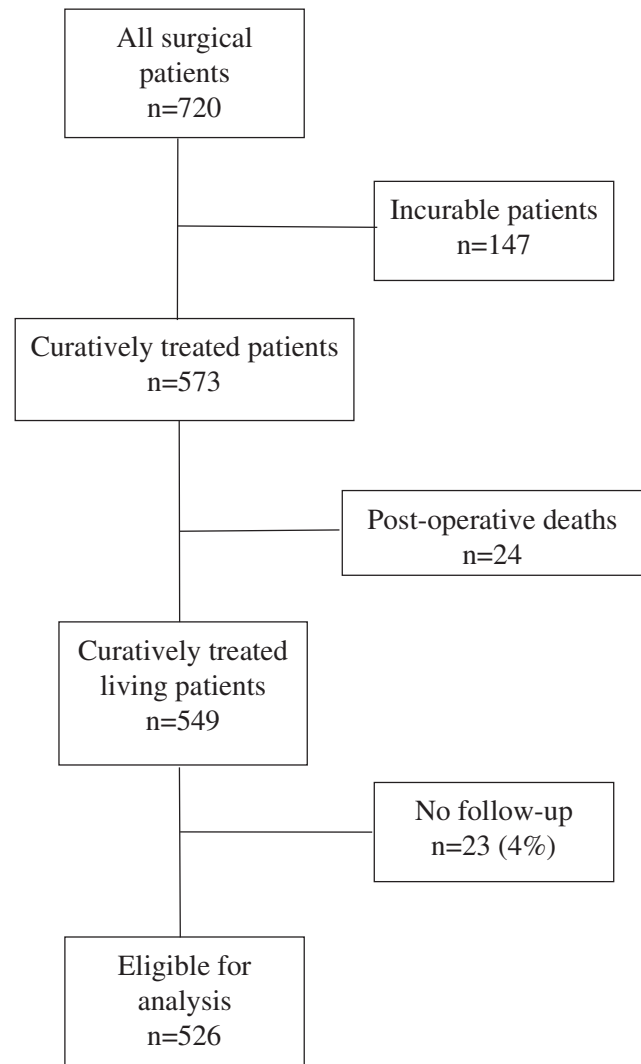 All surgical
patients
n=720
Incurable patients
n=147
Curatively treated patients
n=573
Post-operative deaths
n=24
Curatively treated
living patients
n=549
No follow-up
n=23 (4%)
Eligible for
analysis
n=526